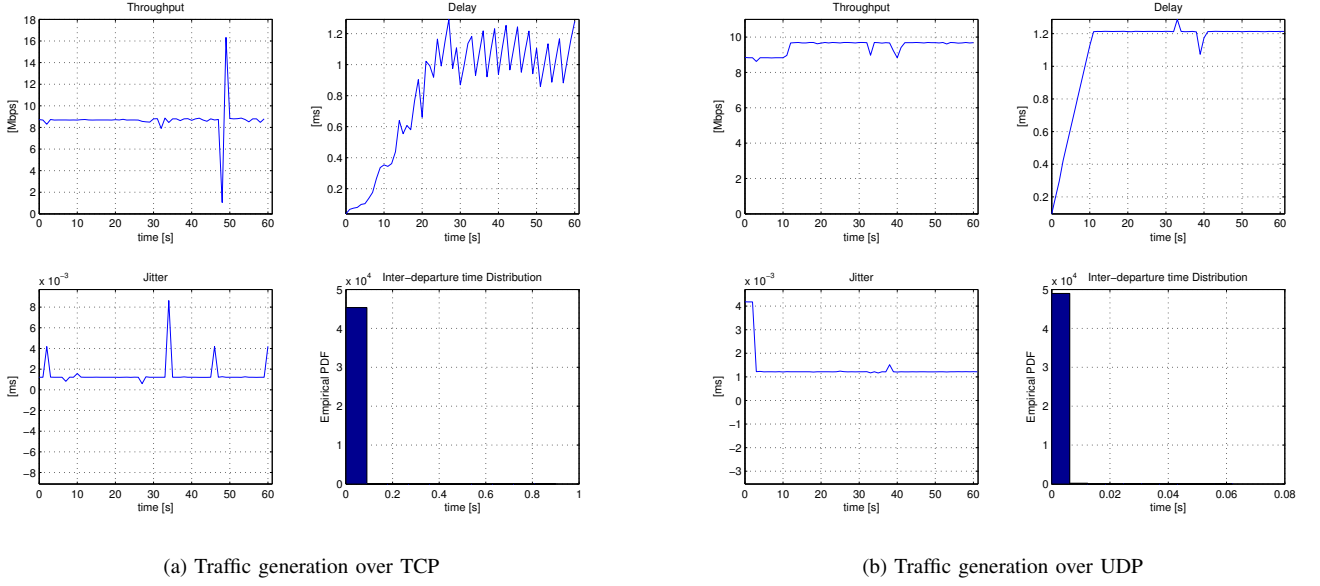 Throughput
18
16
14
12
10
8
6
4
2
0
[Mbps]
0 10 20 30 40 50 60
time [s]
Delay
1.2
1
0.8
0.6
0.4
0.2
[ms]
0 10 20 30 40 50 60
time [s]
Jitter
x 10−3
8
6
4
2
0
−2
−4
−6
−8
[ms]
0 10 20 30 40 50 60
time [s]
Inter−departure time Distribution
x 104
5
4
3
2
1
0
Empirical PDF
0 0.2 0.4 0.6 0.8 1
time [s]
(a) Traffic generation over TCP
Throughput
10
8
6
4
2
0
[Mbps]
0 10 20 30 40 50 60
time [s]
Delay
1.2
1
0.8
0.6
0.4
0.2
[ms]
0 10 20 30 40 50 60
time [s]
Jitter
x 10−3
4
3
2
1
0
−1
−2
−3
[ms]
0 10 20 30 40 50 60
time [s]
Inter−departure time Distribution
x 104
5
4
3
2
1
0
Empirical PDF
0 0.02 0.04 0.06 0.08
time [s]
(b) Traffic generation over UDP